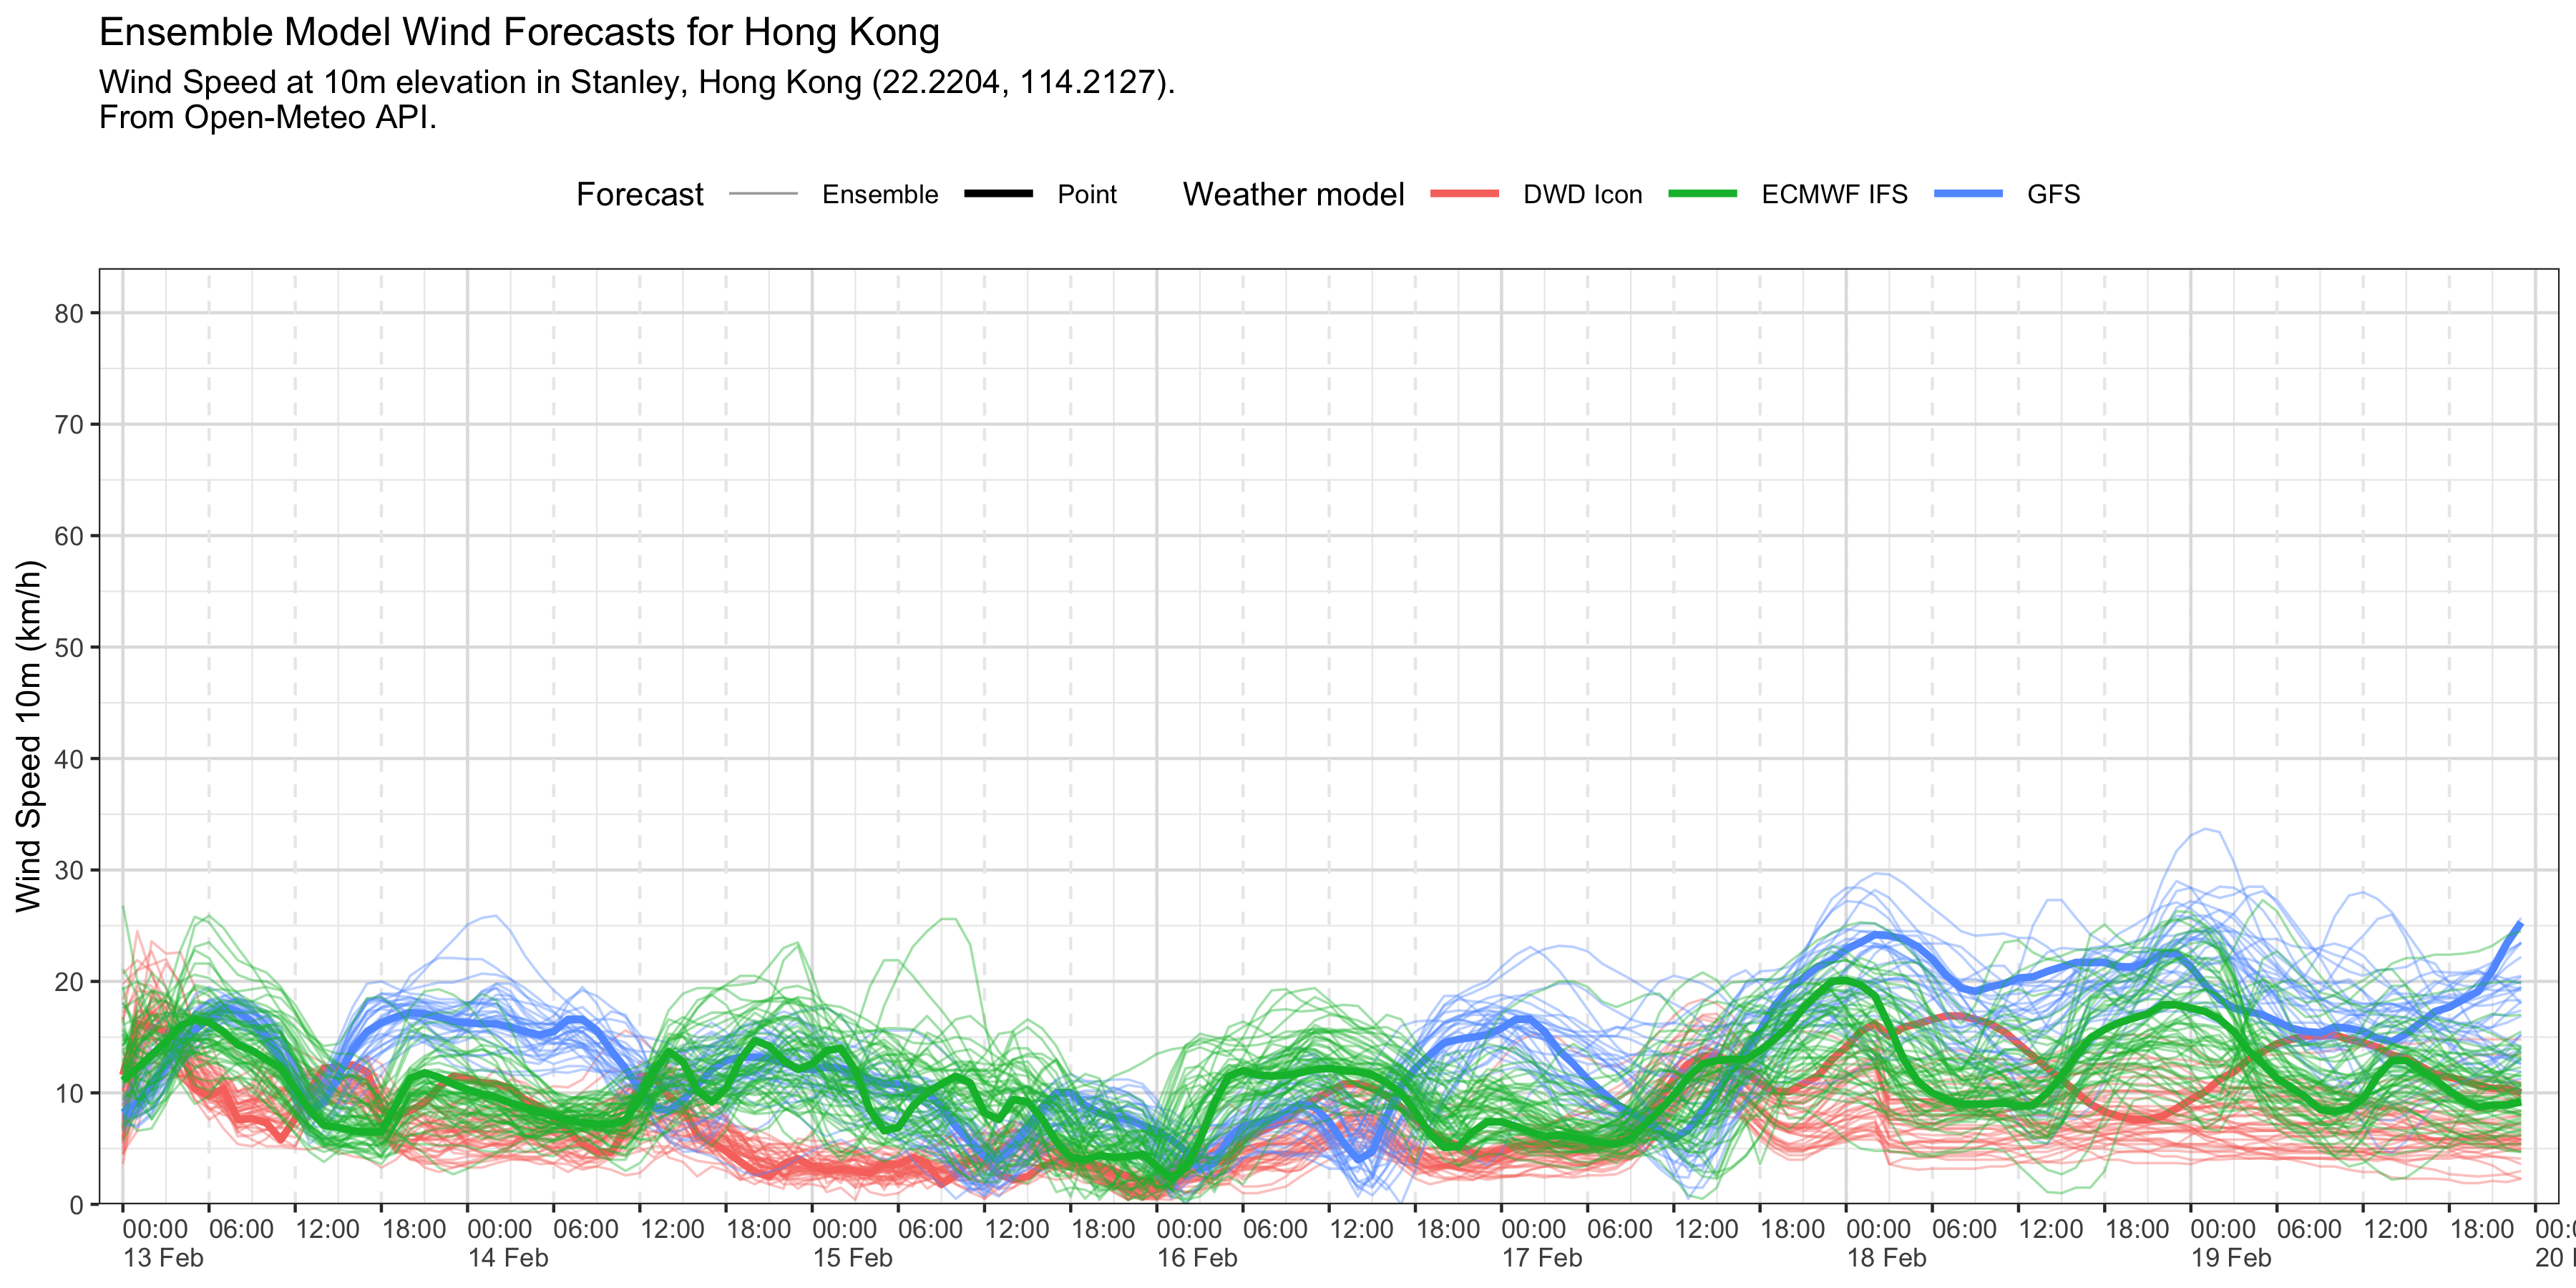 Ensemble Model Wind Forecasts for Hong Kong
Wind Speed at 10m elevation in Stanley, Hong Kong (22.2204, 114.2127).
From Open-Meteo API.
Forecast Ensemble Point Weather model DWD Icon ECMWF IFS GFS
Wind Speed 10m (km/h)
80
70
60
50
40
30
20
10
0
00:00 06:00 12:00 18:00 00:00 06:00 12:00 18:00 00:00 06:00 12:00 18:00 00:00 06:00 12:00 18:00 00:00 06:00 12:00 18:00 00:00 06:00 12:00 18:00 00:00 06:00 12:00 18:00
13 Feb 14 Feb 15 Feb 16 Feb 17 Feb 18 Feb 19 Feb 20